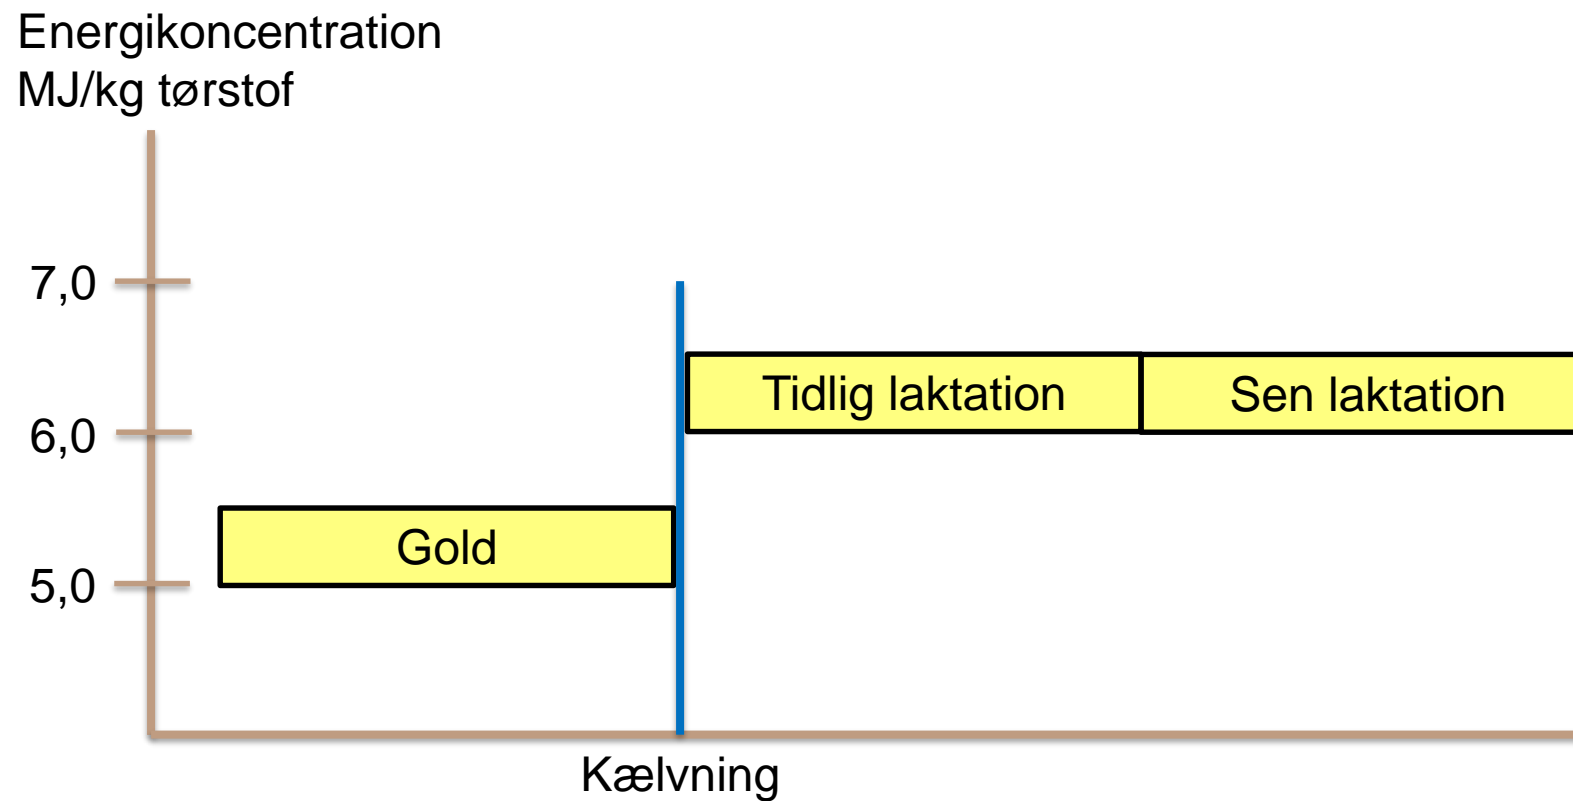 Energikoncentration
MJ/kg tørstof
7,0
Tidlig laktation
Sen laktation
6,0
Gold
5,0
Kælvning